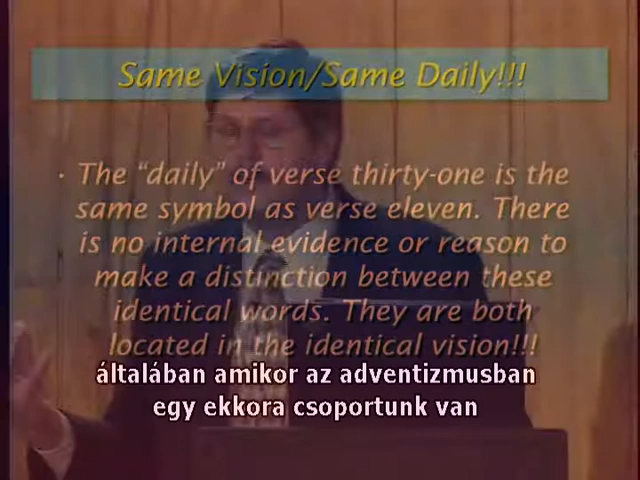 Same Vision/Same Daily!!!
· The "daily" of verse thirty-one is the
same symbol as verse eleven. There
is no internal evidence or reason to
make a distinction between these
identical words. They are both
located in the identical vision!!!
általában amikor az adventizmusban
egy ekkora csoportunk van